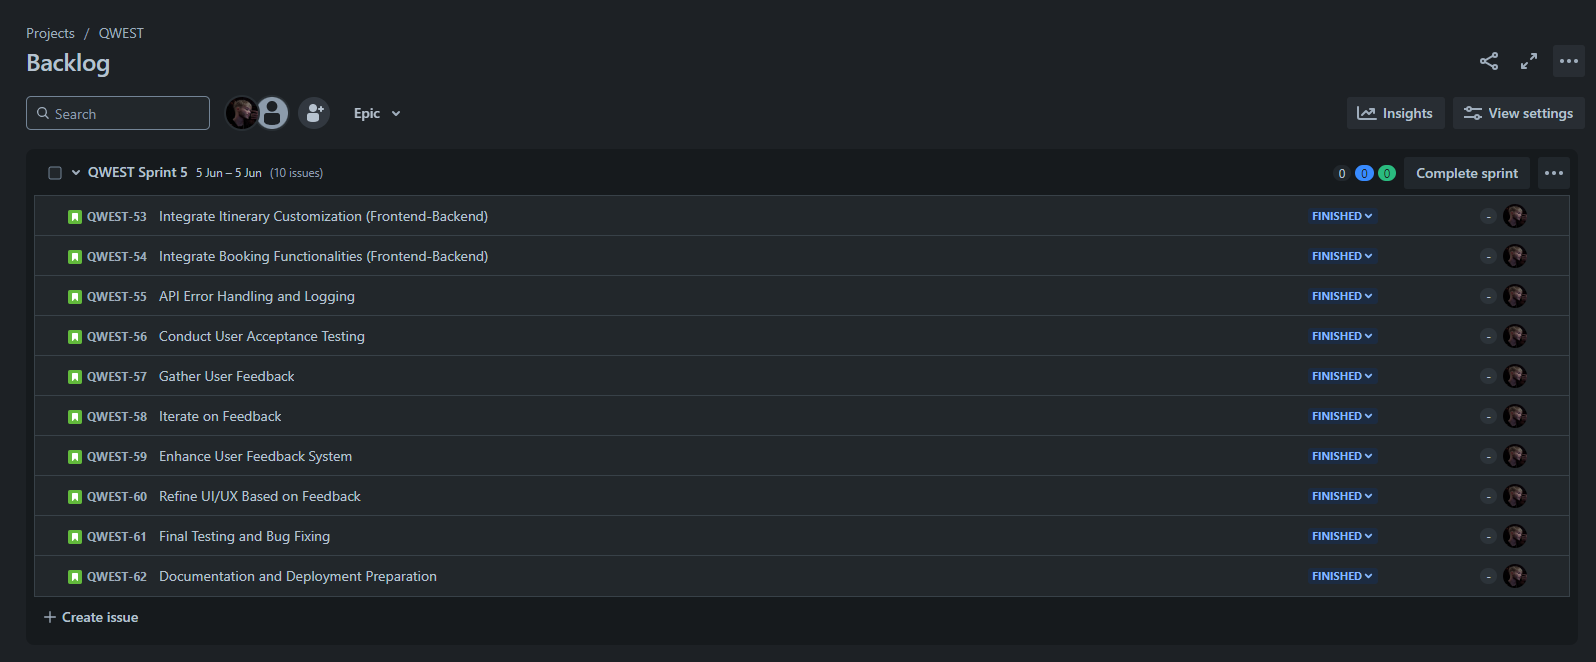 Projects / QWEST
Backlog
Search
Epic
Insights
View settings
QWEST Sprint 5 5 Jun – 5 Jun (10 issues)
0 0 0 Complete sprint
QWEST-53 Integrate Itinerary Customization (Frontend-Backend) FINISHED -
QWEST-54 Integrate Booking Functionalities (Frontend-Backend) FINISHED -
QWEST-55 API Error Handling and Logging FINISHED -
QWEST-56 Conduct User Acceptance Testing FINISHED -
QWEST-57 Gather User Feedback FINISHED -
QWEST-58 Iterate on Feedback FINISHED -
QWEST-59 Enhance User Feedback System FINISHED -
QWEST-60 Refine UI/UX Based on Feedback FINISHED -
QWEST-61 Final Testing and Bug Fixing FINISHED -
QWEST-62 Documentation and Deployment Preparation FINISHED -
+ Create issue